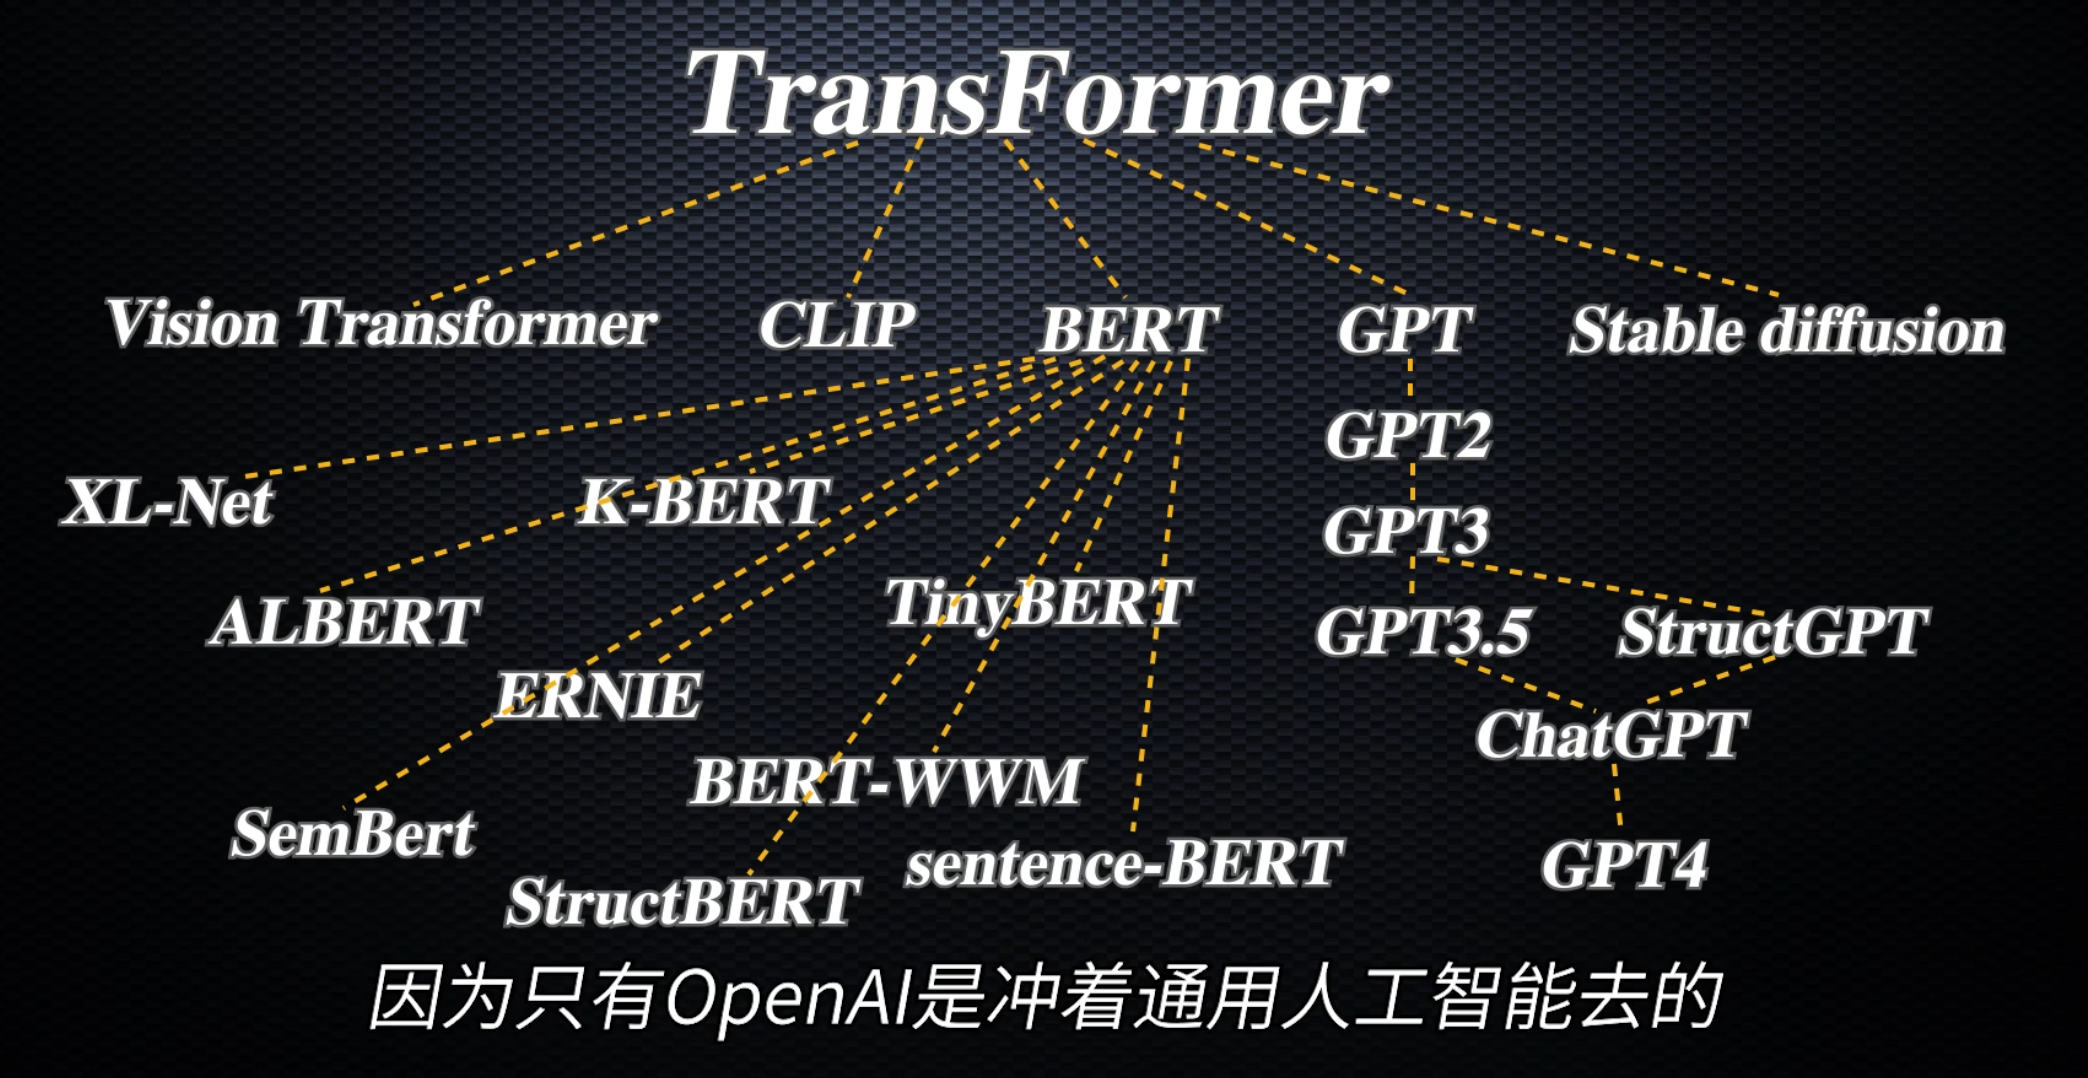 TransFormer
Vision Transformer
CLIP
BERT
GPT
Stable diffusion
GPT2
XL-Net
K-BERT
GPT3
ALBERT
TinyBERT
GPT3.5
StructGPT
ERNIE
ChatGPT
BERT-WWM
SemBert
sentence-BERT
GPT4
StructBERT
因为只有OpenAI是冲着通用人工智能去的